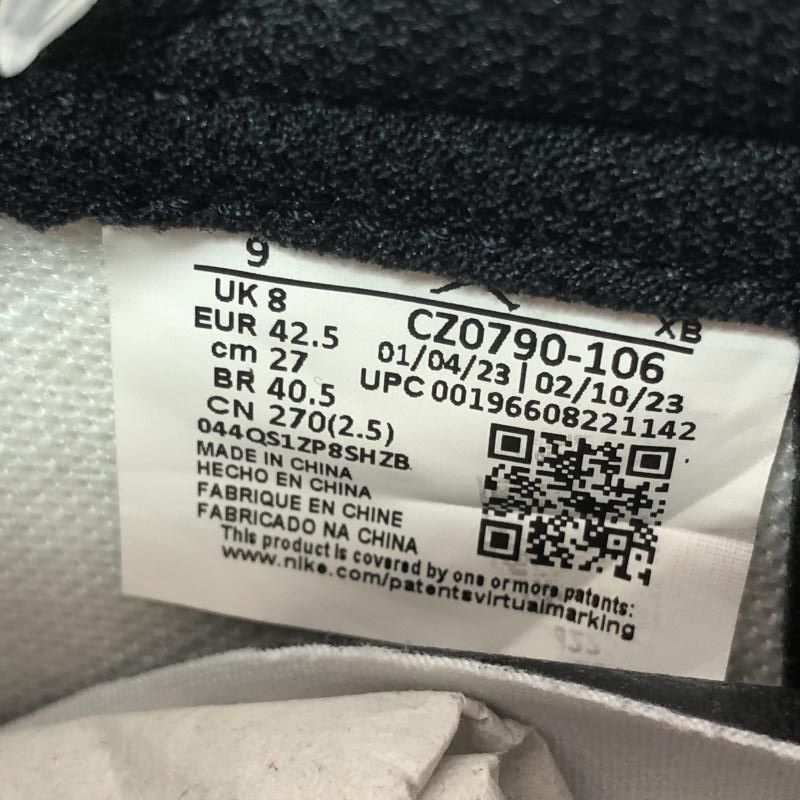 9
UK 8
EUR 42.5
cm 27
BR 40.5
CN 270(2.5)
044QS1ZP8SHZB
MADE IN CHINA
HECHO EN CHINA
FABRIQUE EN CHINE
FABRICADO NA CHINA
XB
CZ0790-106
01/04/23 | 02/10/23
UPC 00196608221142
This product is covered by one or more patents:
www.nike.com/patentsvirtualmarking